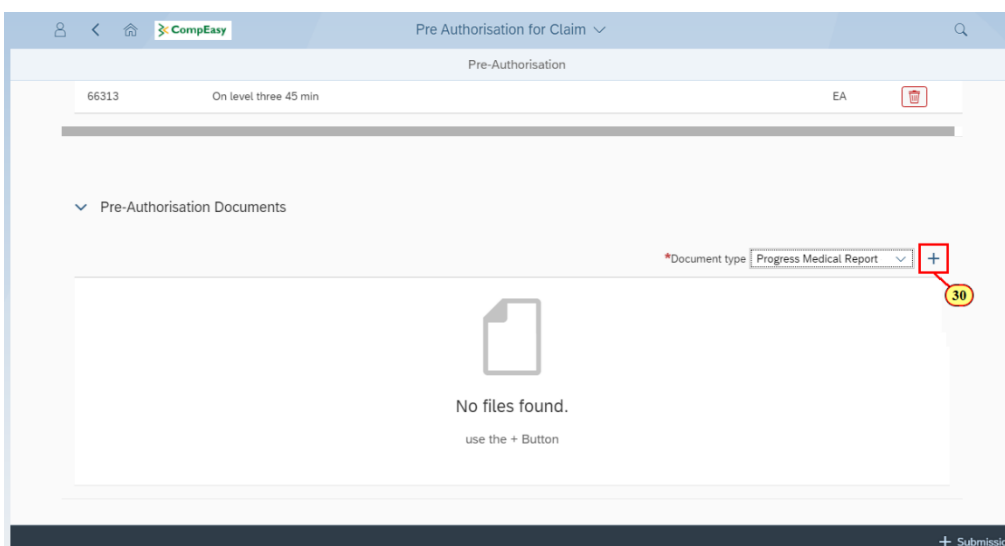 CompEasy
Pre Authorisation for Claim
Pre-Authorisation
66313 On level three 45 min EA
Pre-Authorisation Documents
*Document type Progress Medical Report +
30
No files found.
use the + Button
+ Submissio